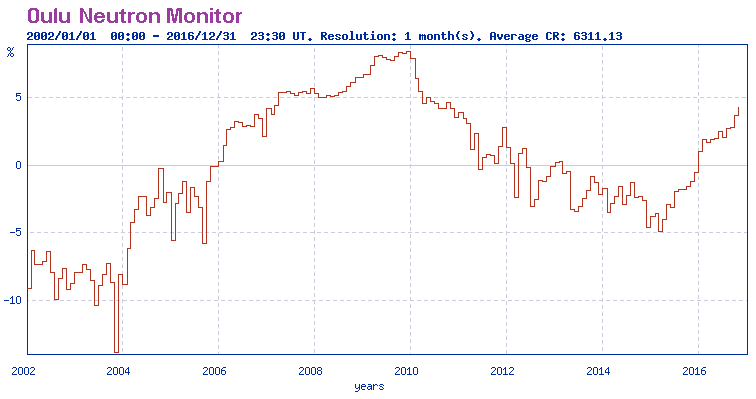 Oulu Neutron Monitor
2002/01/01 00:00 - 2016/12/31 23:30 UT. Resolution: 1 month(s). Average CR: 6311.13
%
5
0
-5
-10
2002 2004 2006 2008 2010 2012 2014 2016
years